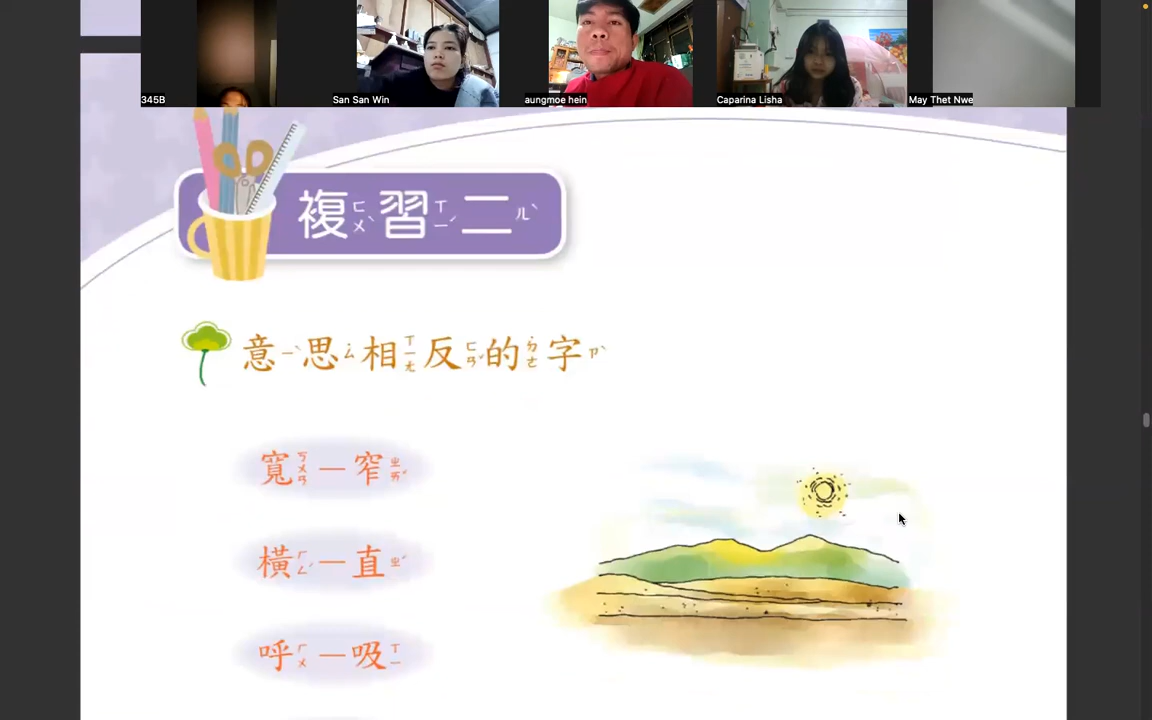 345B
San San Win
aungmoe hein
Caparina Lisha
May Thet Nwe
複ㄈㄨˋ習ㄒㄧˊ二ㄦˋ
意ㄧˋ思ㄙ相ㄒㄧㄤ反ㄈㄢˇ的˙ㄉㄜ字ㄗˋ
寬ㄎㄨㄢ—窄ㄓㄞˇ
橫ㄏㄥˊ—直ㄓˊ
呼ㄏㄨ—吸ㄒㄧ